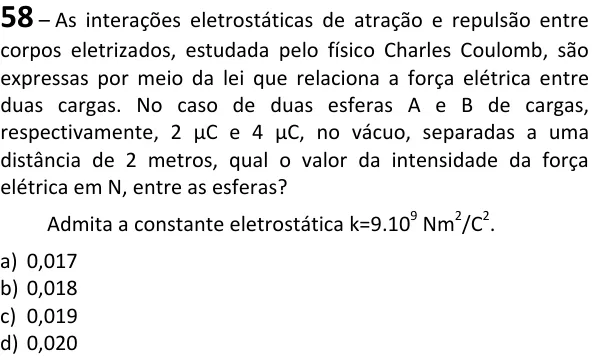 58 – As interações eletrostáticas de atração e repulsão entre
corpos eletrizados, estudada pelo físico Charles Coulomb, são
expressas por meio da lei que relaciona a força elétrica entre
duas cargas. No caso de duas esferas A e B de cargas,
respectivamente, 2 μC e 4 μC, no vácuo, separadas a uma
distância de 2 metros, qual o valor da intensidade da força
elétrica em N, entre as esferas?
Admita a constante eletrostática k=9.10⁹ Nm²/C².
a) 0,017
b) 0,018
c) 0,019
d) 0,020